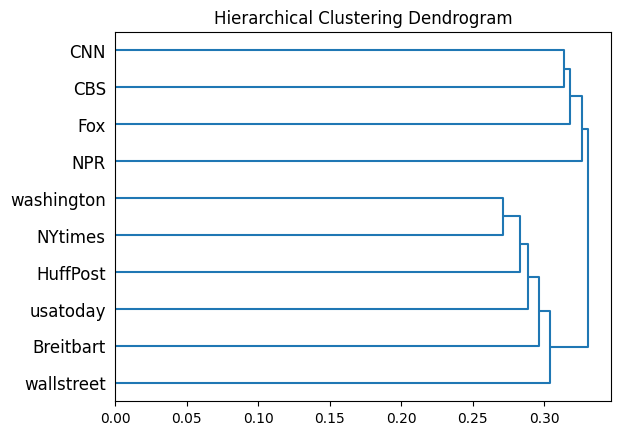 Hierarchical Clustering Dendrogram
CNN
CBS
Fox
NPR
washington
NYtimes
HuffPost
usatoday
Breitbart
wallstreet
0.00 0.05 0.10 0.15 0.20 0.25 0.30